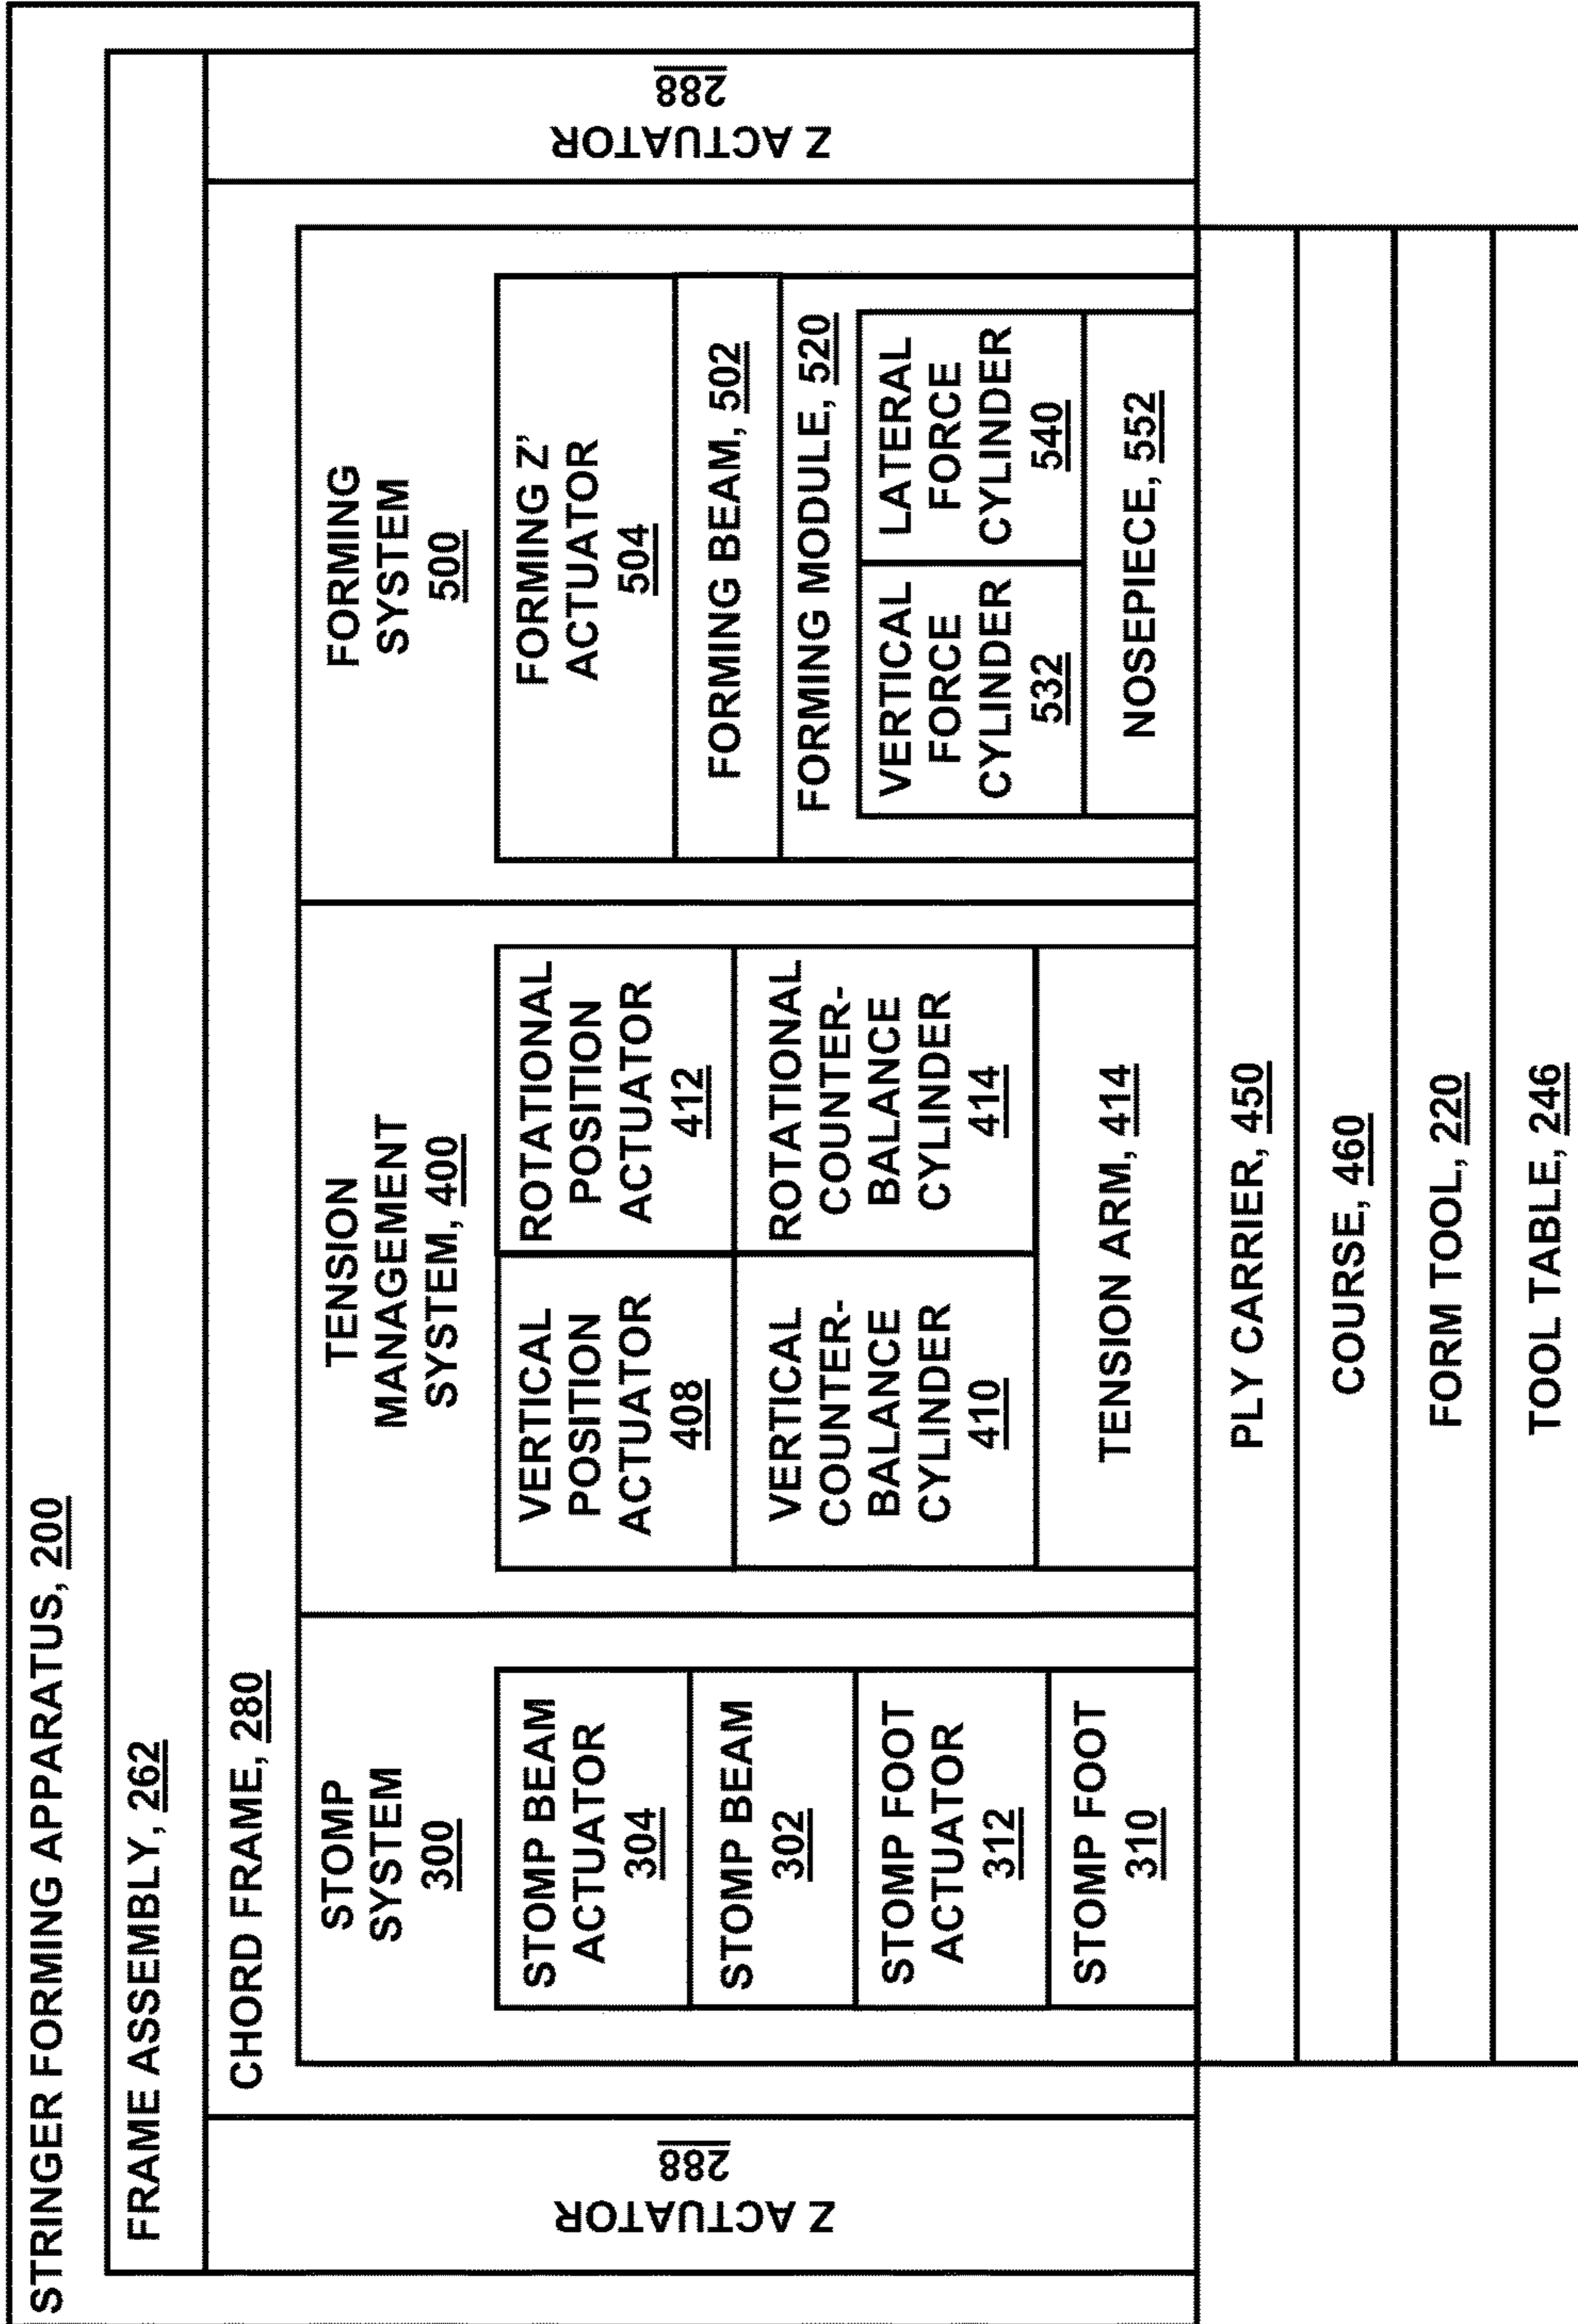 STRINGER FORMING APPARATUS, 200
FRAME ASSEMBLY, 262
CHORD FRAME, 280
Z ACTUATOR
288
STOMP
SYSTEM
300
STOMP BEAM
ACTUATOR
304
STOMP BEAM
302
STOMP FOOT
ACTUATOR
312
STOMP FOOT
310
TENSION
MANAGEMENT
SYSTEM, 400
VERTICAL
POSITION
ACTUATOR
408
ROTATIONAL
POSITION
ACTUATOR
412
VERTICAL
COUNTER-
BALANCE
CYLINDER
410
ROTATIONAL
COUNTER-
BALANCE
CYLINDER
414
TENSION ARM, 414
FORMING
SYSTEM
500
FORMING Z'
ACTUATOR
504
FORMING BEAM, 502
FORMING MODULE, 520
VERTICAL
FORCE
CYLINDER
532
LATERAL
FORCE
CYLINDER
540
NOSEPIECE, 552
Z ACTUATOR
288
PLY CARRIER, 450
COURSE, 460
FORM TOOL, 220
TOOL TABLE, 246